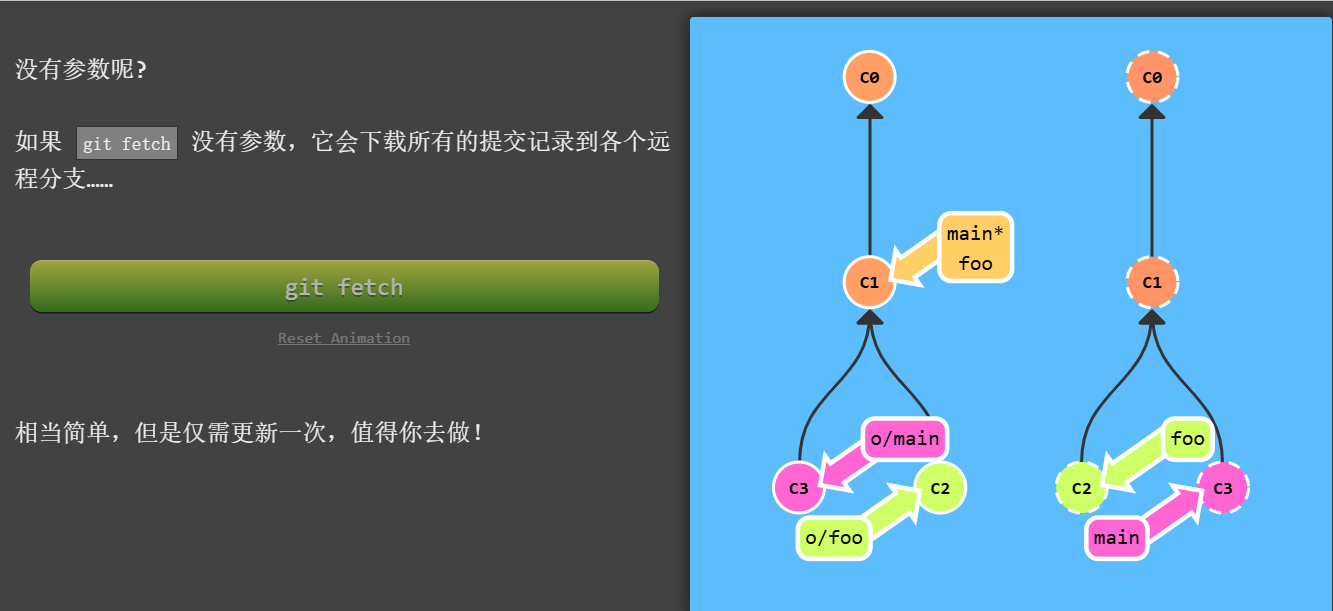 没有参数呢?
如果 git fetch 没有参数，它会下载所有的提交记录到各个远
程分支……
git fetch
Reset Animation
相当简单，但是仅需更新一次，值得你去做！
C0
C0
main*
foo
C1
C1
o/main
foo
C3
C2
C2
C3
o/foo
main